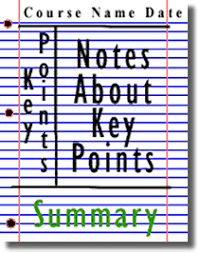 Course Name Date
Key Points
Notes
About
Key
Points
Summary